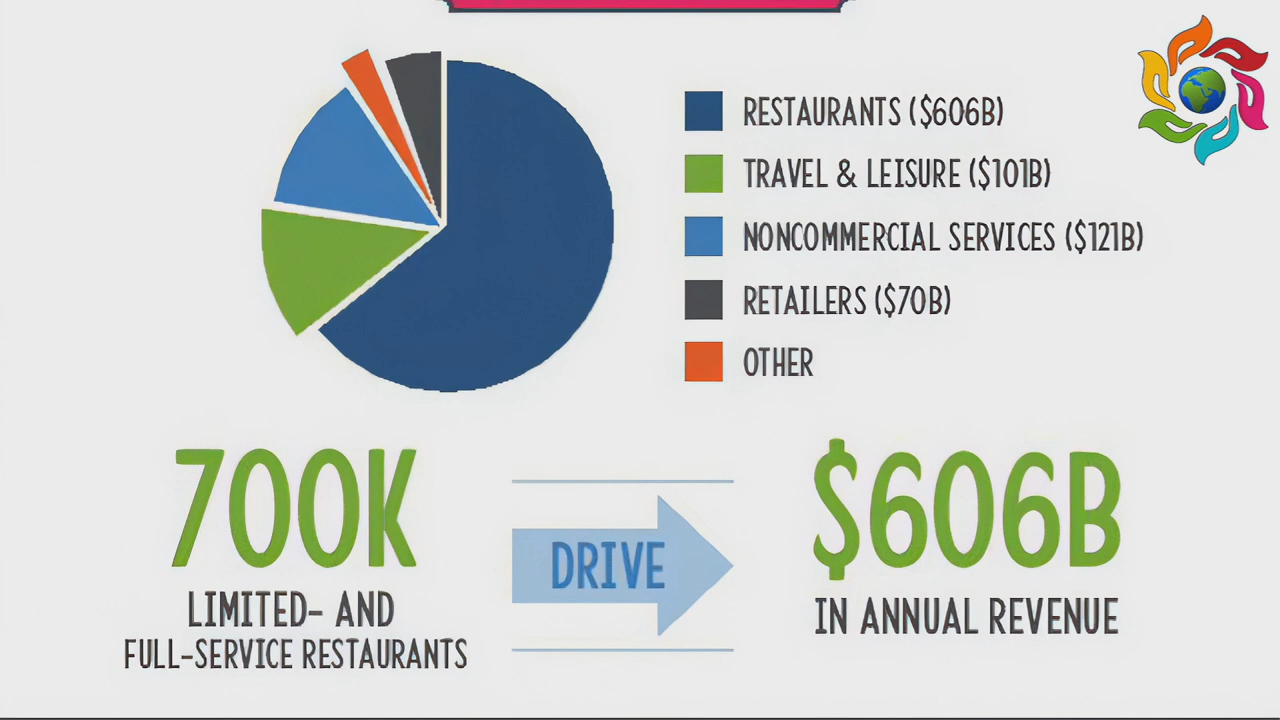 RESTAURANTS ($606B)
TRAVEL & LEISURE ($101B)
NONCOMMERCIAL SERVICES ($121B)
RETAILERS ($70B)
OTHER
700K
LIMITED- AND
FULL-SERVICE RESTAURANTS
DRIVE
$606B
IN ANNUAL REVENUE